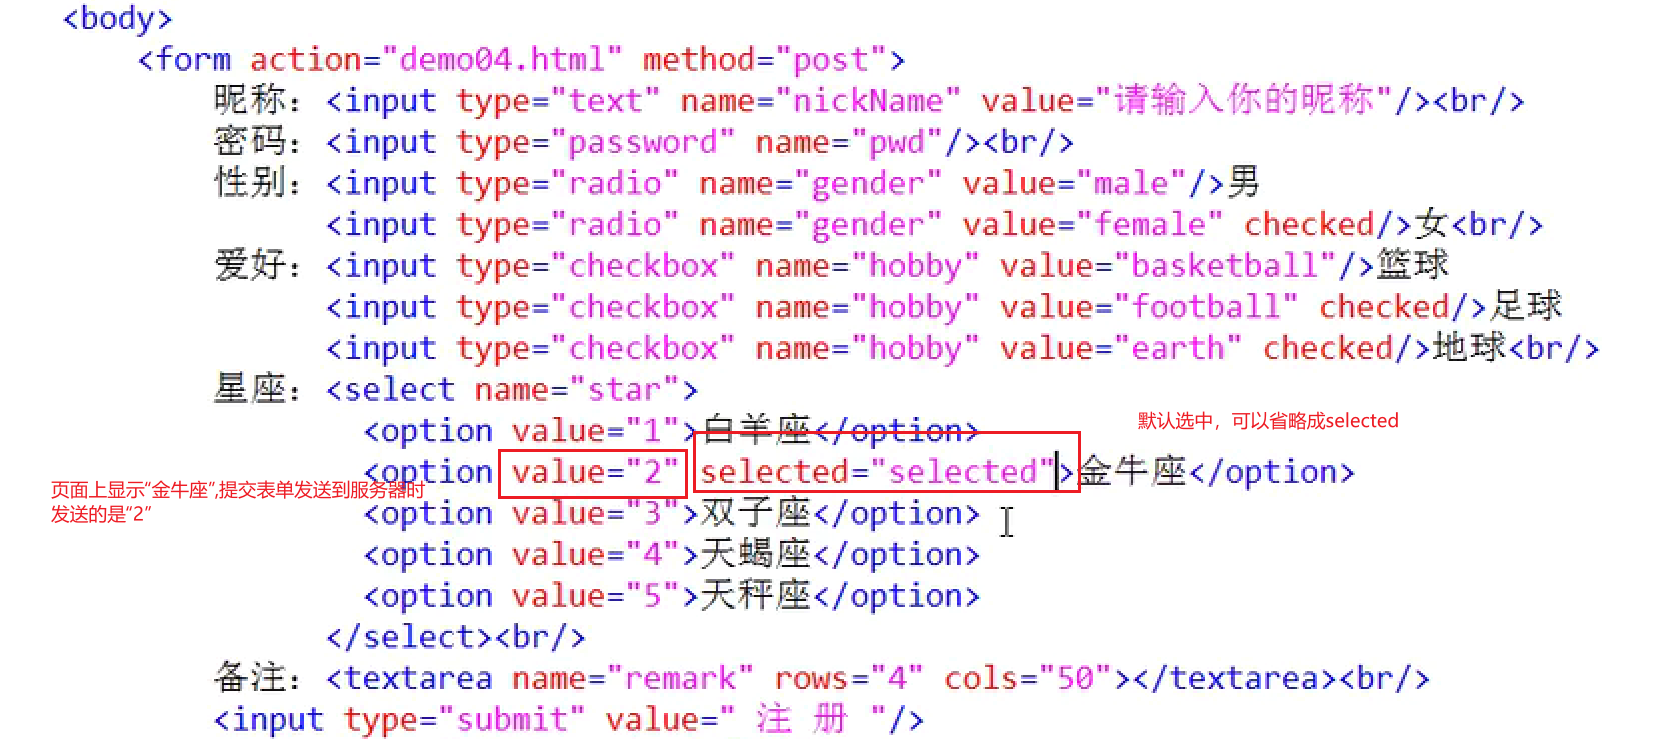 <body>
<form action="demo04.html" method="post">
昵称：<input type="text" name="nickName" value="请输入你的昵称"/><br/>
密码：<input type="password" name="pwd"/><br/>
性别：<input type="radio" name="gender" value="male"/>男
<input type="radio" name="gender" value="female" checked/>女<br/>
爱好：<input type="checkbox" name="hobby" value="basketball"/>篮球
<input type="checkbox" name="hobby" value="football" checked/>足球
<input type="checkbox" name="hobby" value="earth" checked/>地球<br/>
星座：<select name="star">
<option value="1">白羊座</option>
默认选中，可以省略成selected
<option value="2" selected="selected">金牛座</option>
页面上显示“金牛座”,提交表单发送到服务器时
发送的是“2”
<option value="3">双子座</option>
<option value="4">天蝎座</option>
<option value="5">天秤座</option>
</select><br/>
备注：<textarea name="remark" rows="4" cols="50"></textarea><br/>
<input type="submit" value=" 注 册 "/>